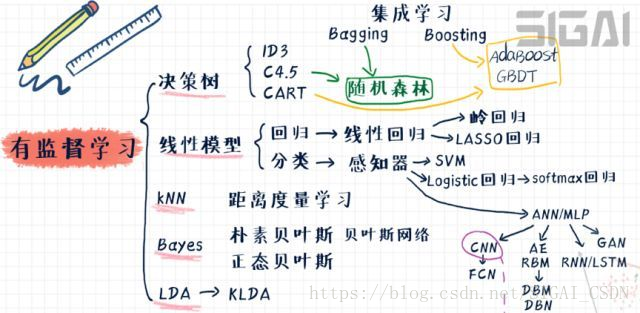 集成学习
SIGAI
Bagging
Boosting
ID3
C4.5
CART
决策树
随机森林
AdaBoost
GBDT
有监督学习
线性模型
回归
线性回归
岭回归
LASSO回归
分类
感知器
SVM
Logistic回归
softmax回归
ANN/MLP
kNN
距离度量学习
Bayes
朴素贝叶斯
贝叶斯网络
正态贝叶斯
CNN
FCN
AE
RBM
DBM
DBN
RNN/LSTM
GAN
LDA
KLDA
https://blog.csdn.net/SIGAI_CSDN